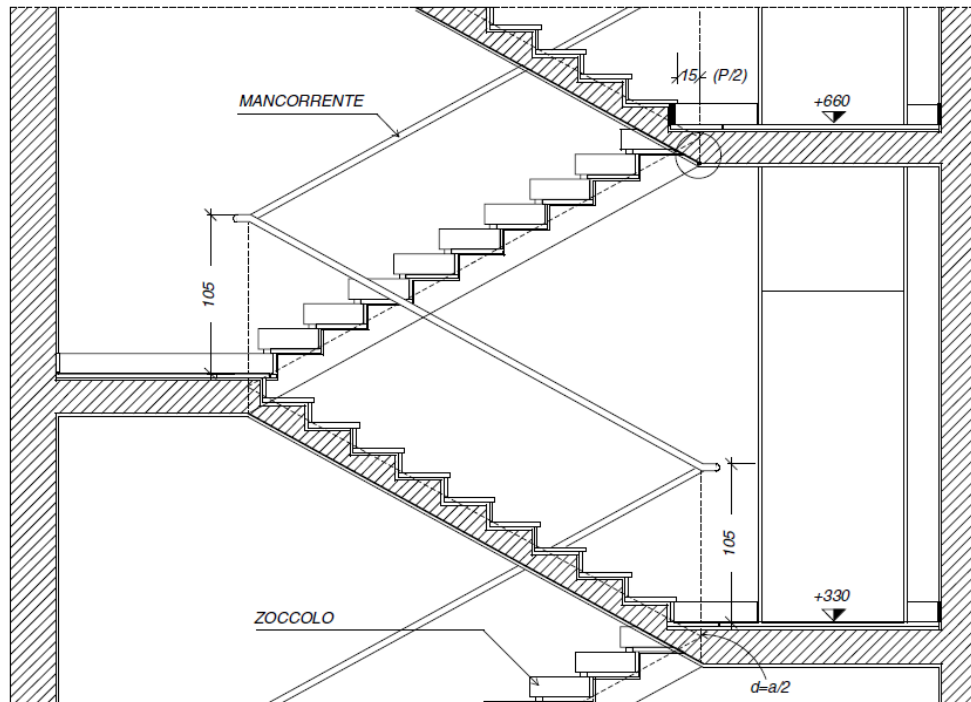 15 (P/2)
MANCORRENTE
+660
105
105
+330
ZOCCOLO
d=a/2